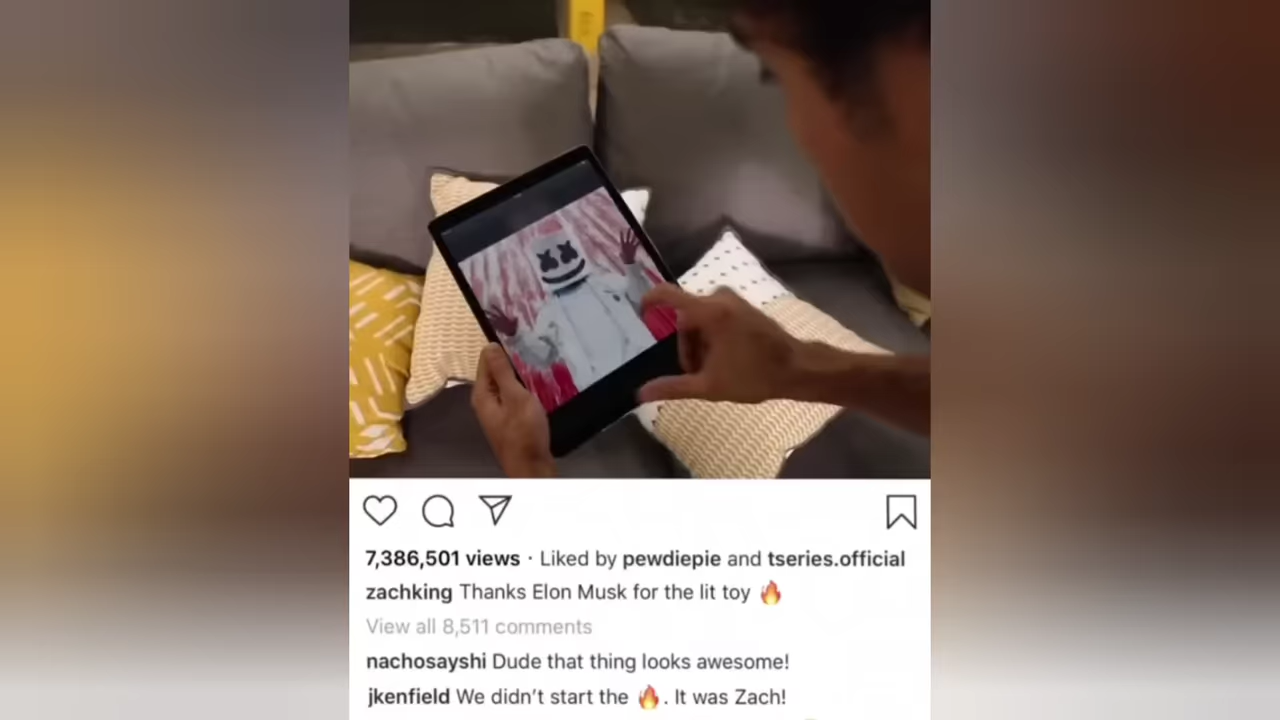 7,386,501 views · Liked by pewdiepie and tseries.official
zachking Thanks Elon Musk for the lit toy 🔥
View all 8,511 comments
nachosayshi Dude that thing looks awesome!
jkenfield We didn't start the 🔥. It was Zach!